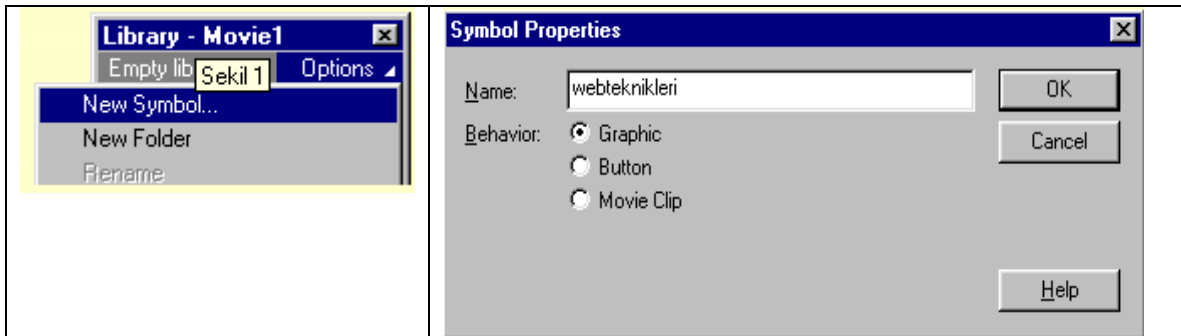 Library - Movie1
Empty lib
Sekil 1
Options
New Symbol...
New Folder
Rename
Symbol Properties
Name: webteknikleri
OK
Behavior: Graphic
Cancel
Button
Movie Clip
Help